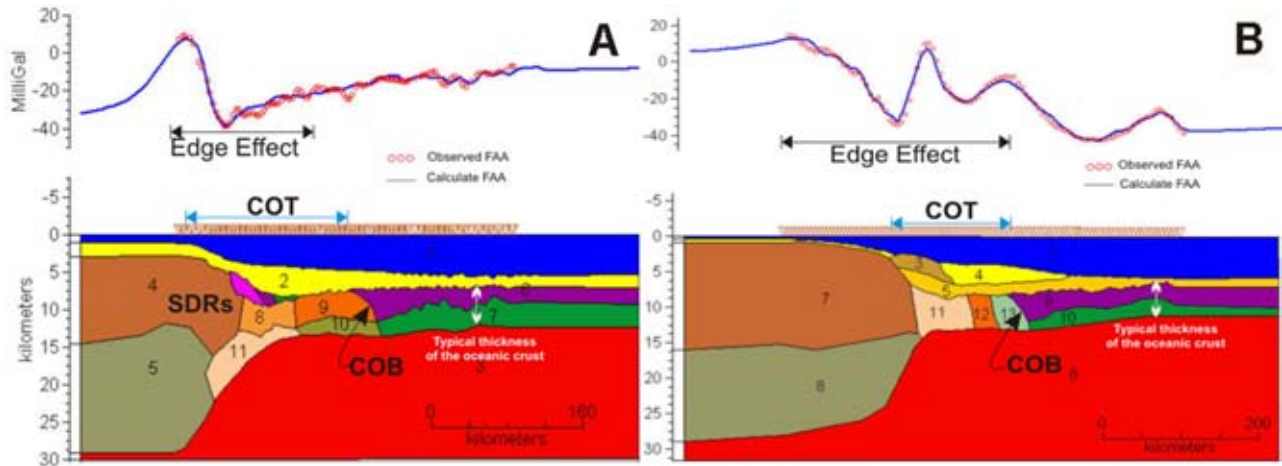 A
MilliGal
20
0
-20
-40
Edge Effect
Observed FAA
Calculate FAA
COT
-5
0
5
10
15
20
25
30
kilometers
1
2
4
SDRs
8
9
10
11
5
6
7
3
COB
Typical thickness
of the oceanic crust
0 160
kilometers
B
20
0
-20
-40
Edge Effect
Observed FAA
Calculate FAA
COT
-5
0
5
10
15
20
25
30
1
3
4
5
7
8
11
12
13
9
10
COB
Typical thickness
of the oceanic crust
0 200
kilometers